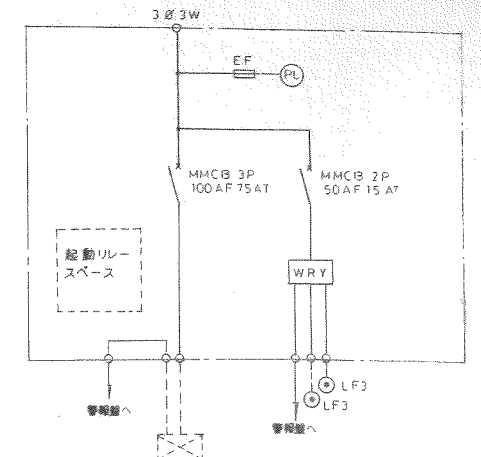 3Ø3W
EF
PL
MMCB 3P
100AF 75AT
MMCB 2P
50AF 15AT
起動リレー
スペース
WRY
LF3
LF3
警報盤へ
警報盤へ